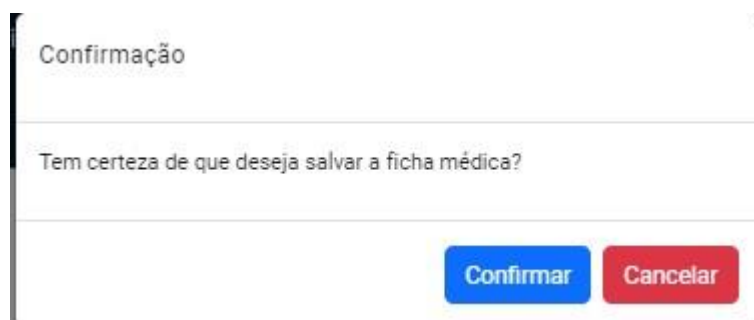 Confirmação
Tem certeza de que deseja salvar a ficha médica?
Confirmar Cancelar